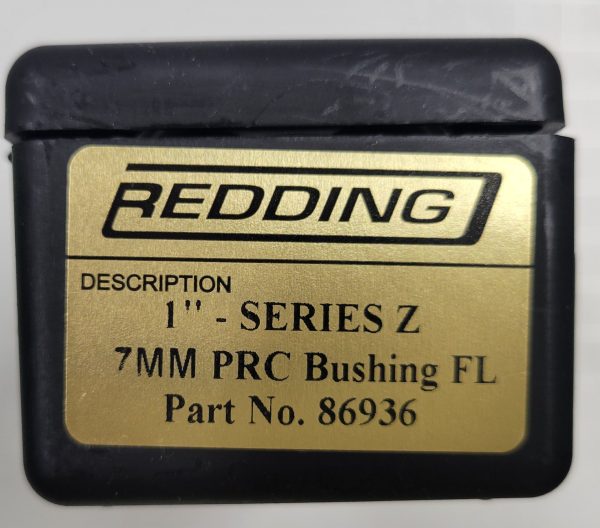 REDDING
DESCRIPTION
1" - SERIES Z
7MM PRC Bushing FL
Part No. 86936